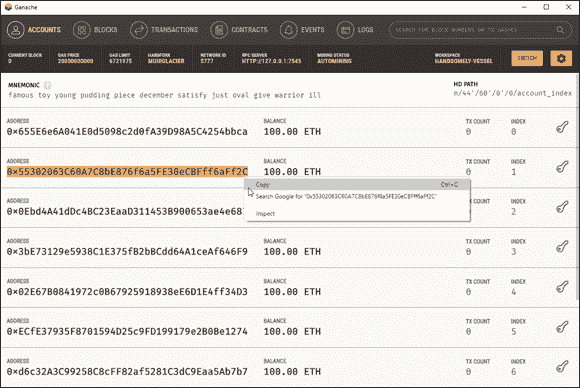 Ganache
ACCOUNTS BLOCKS TRANSACTIONS CONTRACTS EVENTS LOGS SEARCH FOR BLOCK NUMBERS OR TX HASHES
CURRENT BLOCK GAS PRICE GAS LIMIT HARDFORK NETWORK ID RPC SERVER MINING STATUS WORKSPACE SWITCH
0 20000000000 6721975 MUIRGLACIER 5777 HTTP://127.0.0.1:7545 AUTOMINING HANDSOMELY-VESSEL
MNEMONIC ? HD PATH
famous toy young pudding piece december satisfy just oval give warrior ill m/44'/60'/0'/0/account_index
ADDRESS BALANCE TX COUNT INDEX
0×655E6e6A041E0d5098c2d0fA39D98A5C4254bbca 100.00 ETH 0 0
ADDRESS BALANCE TX COUNT INDEX
0×55302063C60A7C8bE876f6a5FE30eCBFff6aFf2C 100.00 ETH 0 1
Copy Ctrl+C
Search Google for "0x55302063C60A7C8bE876f6a5FE30eCBFff6aFf2C"
Inspect
ADDRESS TX COUNT INDEX
0×0Ebd4A41dDc4BC23EaaD311453B900653ae4e68 0 2
ADDRESS BALANCE TX COUNT INDEX
0×3bE73129e5938C1E375fB2bBCdd64A1ceAf646F9 100.00 ETH 0 3
ADDRESS BALANCE TX COUNT INDEX
0×02E67B0841972c0B67925918938eE6D1E4ff34D3 100.00 ETH 0 4
ADDRESS BALANCE TX COUNT INDEX
0×ECfE37935F8701594D25c9FD199179e2B0Be1274 100.00 ETH 0 5
ADDRESS BALANCE TX COUNT INDEX
0×d6c32A3C99258C8cFF82af5281C3dC9Eaa5Ab7b7 100.00 ETH 0 6